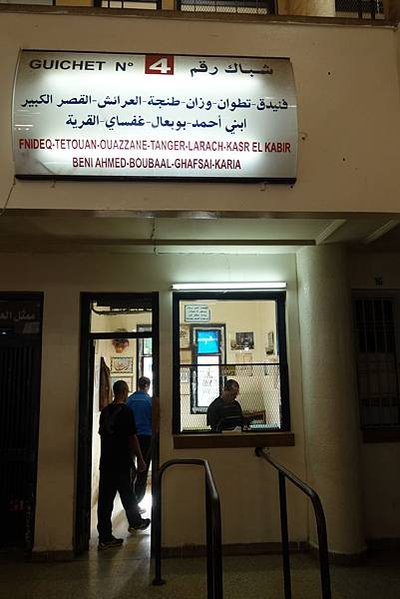 GUICHET N° 4 شباك رقم
فنيدق-تطوان-وزان-طنجة-العرائش-القصر الكبير
ابني أحمد-بوبعال-غفساي-القرية
FNIDEQ-TETOUAN-OUAZZANE-TANGER-LARACH-KASR EL KABIR
BENI AHMED-BOUBAAL-GHAFSAI-KARIA